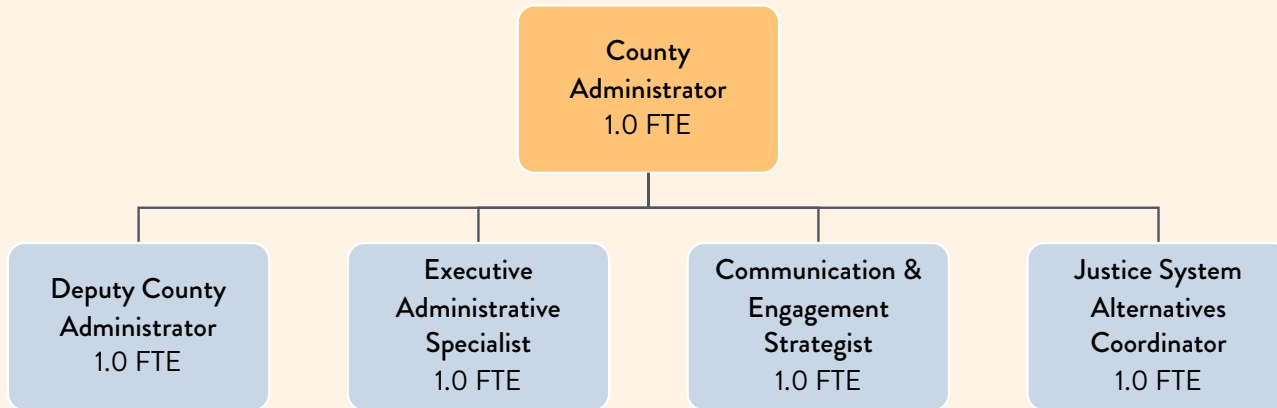 County
Administrator
1.0 FTE
Deputy County
Administrator
1.0 FTE
Executive
Administrative
Specialist
1.0 FTE
Communication &
Engagement
Strategist
1.0 FTE
Justice System
Alternatives
Coordinator
1.0 FTE